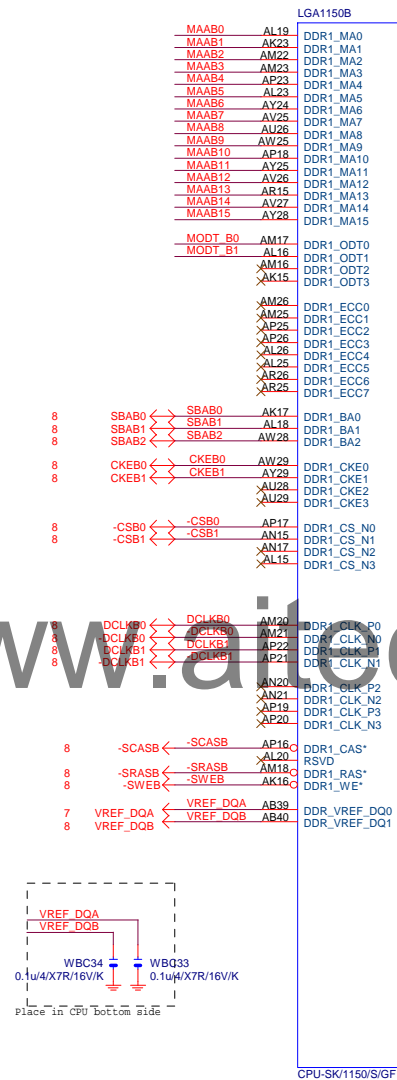 LGA1150B
MAAB0 AL19 DDR1_MA0
MAAB1 AK23 DDR1_MA1
MAAB2 AM22 DDR1_MA2
MAAB3 AM23 DDR1_MA3
MAAB4 AP23 DDR1_MA4
MAAB5 AL23 DDR1_MA5
MAAB6 AY24 DDR1_MA6
MAAB7 AV25 DDR1_MA7
MAAB8 AU26 DDR1_MA8
MAAB9 AW25 DDR1_MA9
MAAB10 AP18 DDR1_MA10
MAAB11 AY25 DDR1_MA11
MAAB12 AV26 DDR1_MA12
MAAB13 AR15 DDR1_MA13
MAAB14 AV27 DDR1_MA14
MAAB15 AY28 DDR1_MA15
MODT_B0 AM17 DDR1_ODT0
MODT_B1 AL16 DDR1_ODT1
AM16 DDR1_ODT2
AK15 DDR1_ODT3
AM26 DDR1_ECC0
AM25 DDR1_ECC1
AP25 DDR1_ECC2
AP26 DDR1_ECC3
AL26 DDR1_ECC4
AL25 DDR1_ECC5
AR26 DDR1_ECC6
AR25 DDR1_ECC7
8 SBAB0 SBAB0 AK17 DDR1_BA0
8 SBAB1 SBAB1 AL18 DDR1_BA1
8 SBAB2 SBAB2 AW28 DDR1_BA2
8 CKEB0 CKEB0 AW29 DDR1_CKE0
8 CKEB1 CKEB1 AY29 DDR1_CKE1
AU28 DDR1_CKE2
AU29 DDR1_CKE3
8 -CSB0 -CSB0 AP17 DDR1_CS_N0
8 -CSB1 -CSB1 AN15 DDR1_CS_N1
AN17 DDR1_CS_N2
AL15 DDR1_CS_N3
8 DCLKB0 DCLKB0 AM20 DDR1_CLK_P0
8 -DCLKB0 -DCLKB0 AM21 DDR1_CLK_N0
8 DCLKB1 DCLKB1 AP22 DDR1_CLK_P1
8 -DCLKB1 -DCLKB1 AP21 DDR1_CLK_N1
www.aitec
AN20 DDR1_CLK_P2
AN21 DDR1_CLK_N2
AP19 DDR1_CLK_P3
AP20 DDR1_CLK_N3
8 -SCASB -SCASB AP16 DDR1_CAS*
AL20 RSVD
8 -SRASB -SRASB AM18 DDR1_RAS*
8 -SWEB -SWEB AK16 DDR1_WE*
7 VREF_DQA VREF_DQA AB39 DDR_VREF_DQ0
8 VREF_DQB VREF_DQB AB40 DDR_VREF_DQ1
VREF_DQA
VREF_DQB
WBC34 WBC33
0.1u/4/X7R/16V/K 0.1u/4/X7R/16V/K
Place in CPU bottom side
CPU-SK/1150/S/GF